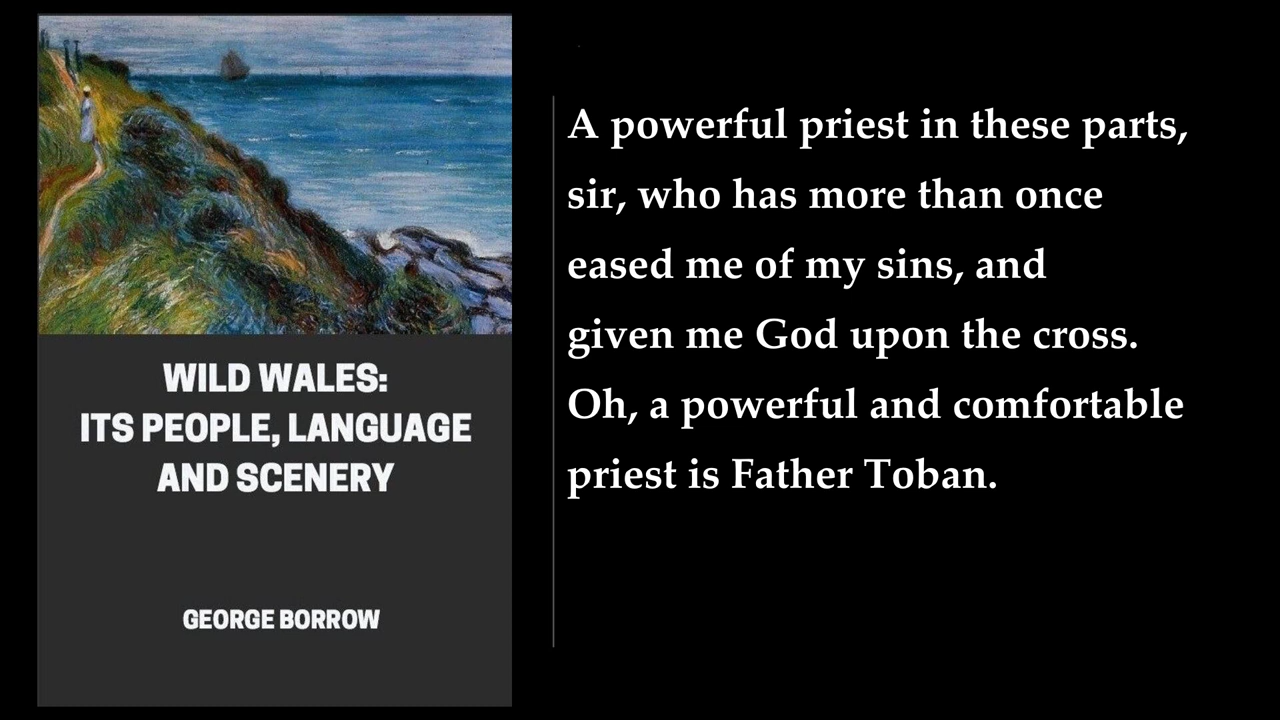 WILD WALES:
ITS PEOPLE, LANGUAGE
AND SCENERY
GEORGE BORROW
A powerful priest in these parts,
sir, who has more than once
eased me of my sins, and
given me God upon the cross.
Oh, a powerful and comfortable
priest is Father Toban.